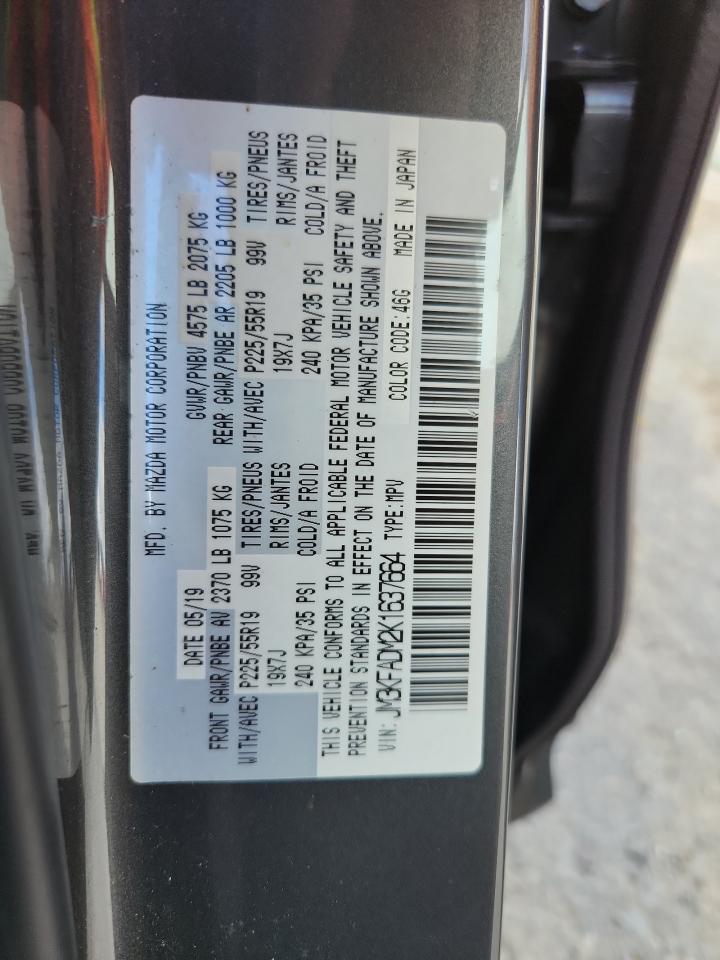 MFD. BY MAZDA MOTOR CORPORATION
DATE 05/19 GVWR/PNBV 4575 LB 2075 KG
FRONT GAWR/PNBE AV 2370 LB 1075 KG REAR GAWR/PNBE AR 2205 LB 1000 KG
WITH/AVEC P225/55R19 99V TIRES/PNEUS WITH/AVEC P225/55R19 99V TIRES/PNEUS
19X7J RIMS/JANTES 19X7J RIMS/JANTES
240 KPA/35 PSI COLD/A FROID 240 KPA/35 PSI COLD/A FROID
THIS VEHICLE CONFORMS TO ALL APPLICABLE FEDERAL MOTOR VEHICLE SAFETY AND THEFT
PREVENTION STANDARDS IN EFFECT ON THE DATE OF MANUFACTURE SHOWN ABOVE.
VIN: JM3KFADM2K1637664 TYPE: MPV COLOR CODE: 46G MADE IN JAPAN